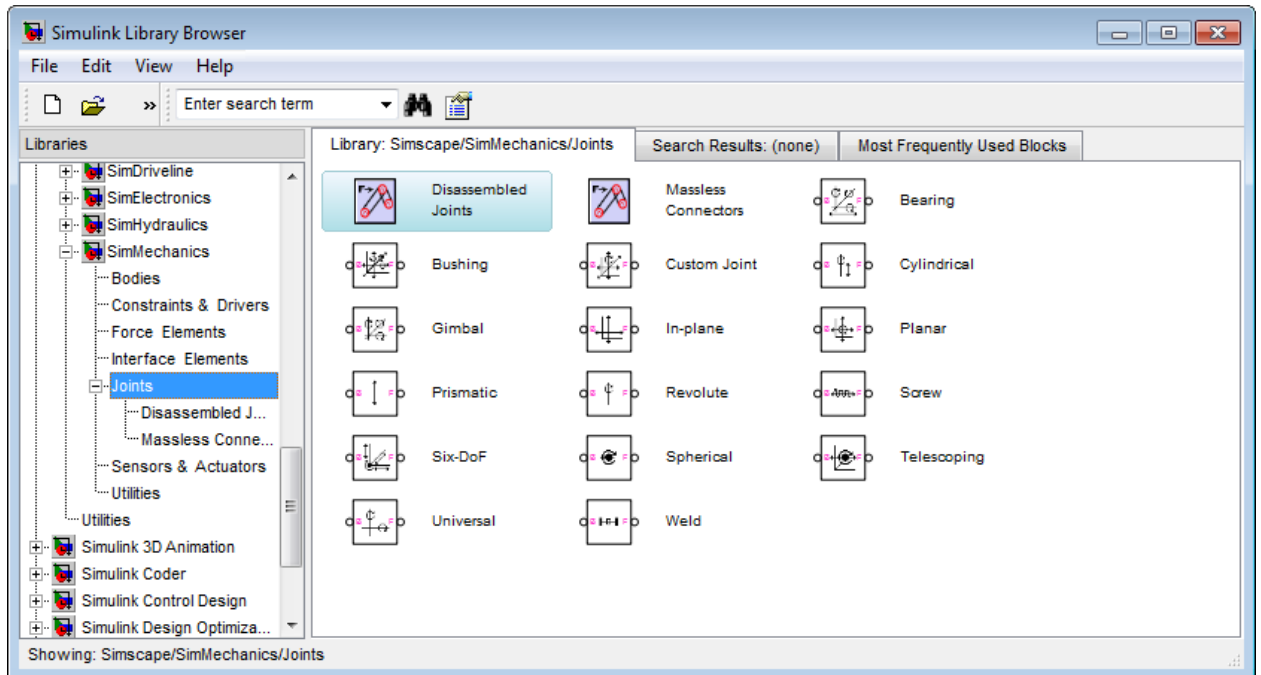 Simulink Library Browser
File Edit View Help
» Enter search term
Libraries
SimDriveline
SimElectronics
SimHydraulics
SimMechanics
Bodies
Constraints & Drivers
Force Elements
Interface Elements
Joints
Disassembled J...
Massless Conne...
Sensors & Actuators
Utilities
Utilities
Simulink 3D Animation
Simulink Coder
Simulink Control Design
Simulink Design Optimiza...
Library: Simscape/SimMechanics/Joints
Search Results: (none)
Most Frequently Used Blocks
Disassembled
Joints
Massless
Connectors
Bearing
Bushing
Custom Joint
Cylindrical
Gimbal
In-plane
Planar
Prismatic
Revolute
Screw
Six-DoF
Spherical
Telescoping
Universal
Weld
Showing: Simscape/SimMechanics/Joints